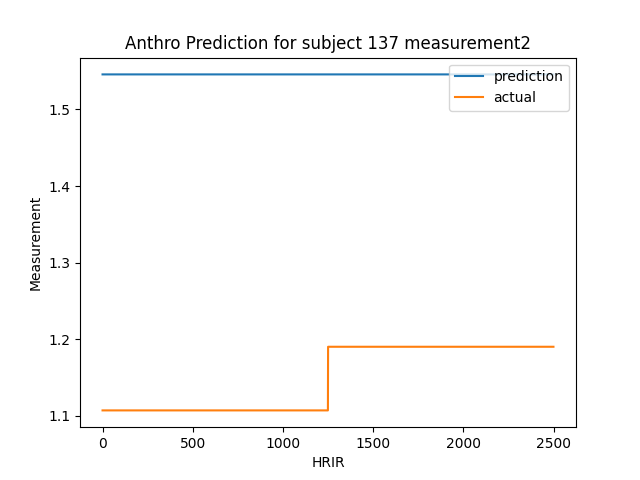 Anthro Prediction for subject 137 measurement2
prediction
actual
1.5
1.4
1.3
1.2
1.1
Measurement
0 500 1000 1500 2000 2500
HRIR